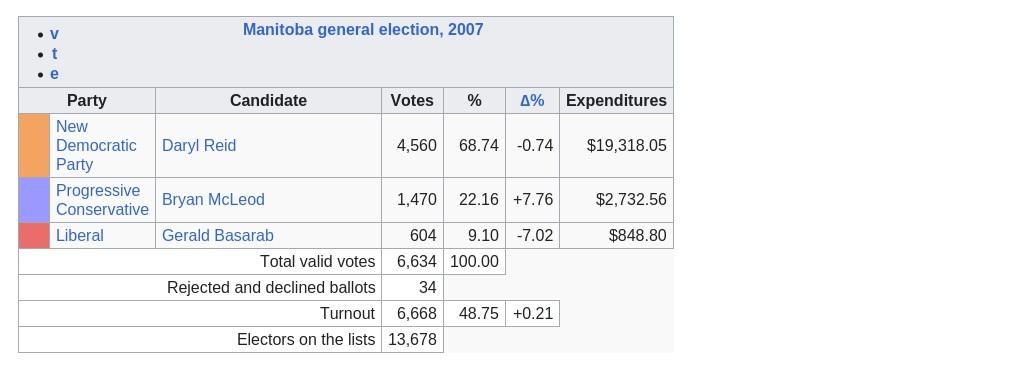 Manitoba general election, 2007
• v
• t
• e
Party Candidate Votes % Δ% Expenditures
New
Democratic
Party
Daryl Reid 4,560 68.74 -0.74 $19,318.05
Progressive
Conservative
Bryan McLeod 1,470 22.16 +7.76 $2,732.56
Liberal Gerald Basarab 604 9.10 -7.02 $848.80
Total valid votes 6,634 100.00
Rejected and declined ballots 34
Turnout 6,668 48.75 +0.21
Electors on the lists 13,678